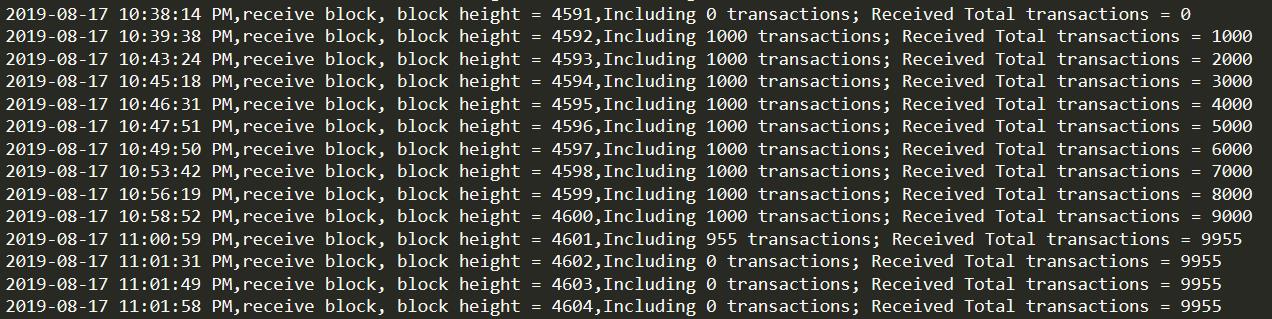 2019-08-17 10:38:14 PM,receive block, block height = 4591,Including 0 transactions; Received Total transactions = 0
2019-08-17 10:39:38 PM,receive block, block height = 4592,Including 1000 transactions; Received Total transactions = 1000
2019-08-17 10:43:24 PM,receive block, block height = 4593,Including 1000 transactions; Received Total transactions = 2000
2019-08-17 10:45:18 PM,receive block, block height = 4594,Including 1000 transactions; Received Total transactions = 3000
2019-08-17 10:46:31 PM,receive block, block height = 4595,Including 1000 transactions; Received Total transactions = 4000
2019-08-17 10:47:51 PM,receive block, block height = 4596,Including 1000 transactions; Received Total transactions = 5000
2019-08-17 10:49:50 PM,receive block, block height = 4597,Including 1000 transactions; Received Total transactions = 6000
2019-08-17 10:53:42 PM,receive block, block height = 4598,Including 1000 transactions; Received Total transactions = 7000
2019-08-17 10:56:19 PM,receive block, block height = 4599,Including 1000 transactions; Received Total transactions = 8000
2019-08-17 10:58:52 PM,receive block, block height = 4600,Including 1000 transactions; Received Total transactions = 9000
2019-08-17 11:00:59 PM,receive block, block height = 4601,Including 955 transactions; Received Total transactions = 9955
2019-08-17 11:01:31 PM,receive block, block height = 4602,Including 0 transactions; Received Total transactions = 9955
2019-08-17 11:01:49 PM,receive block, block height = 4603,Including 0 transactions; Received Total transactions = 9955
2019-08-17 11:01:58 PM,receive block, block height = 4604,Including 0 transactions; Received Total transactions = 9955